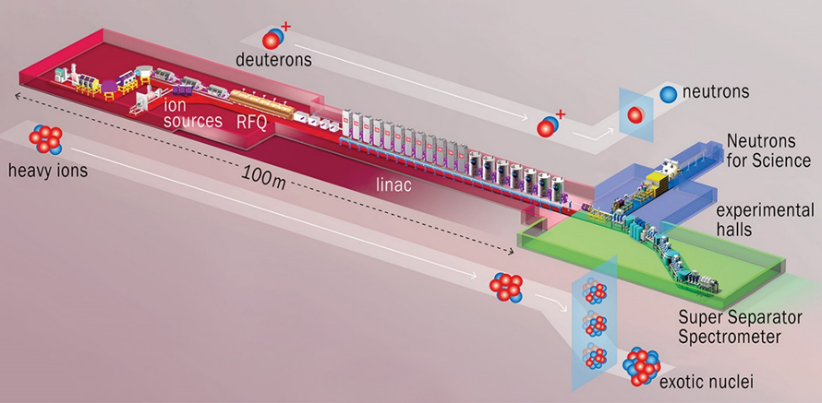 +
deuterons
+
neutrons
ion
sources
RFQ
Neutrons
for Science
heavy ions
100m
linac
experimental
halls
Super Separator
Spectrometer
exotic nuclei